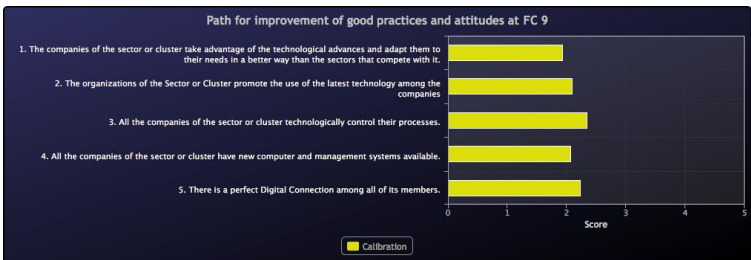 Path for improvement of good practices and attitudes at FC 9
1. The companies of the sector or cluster take advantage of the technological advances and adapt them to
their needs in a better way than the sectors that compete with it.
2. The organizations of the Sector or Cluster promote the use of the latest technology among the
companies
3. All the companies of the sector or cluster technologically control their processes.
4. All the companies of the sector or cluster have new computer and management systems available.
5. There is a perfect Digital Connection among all of its members.
0 1 2 3 4 5
Score
Calibration